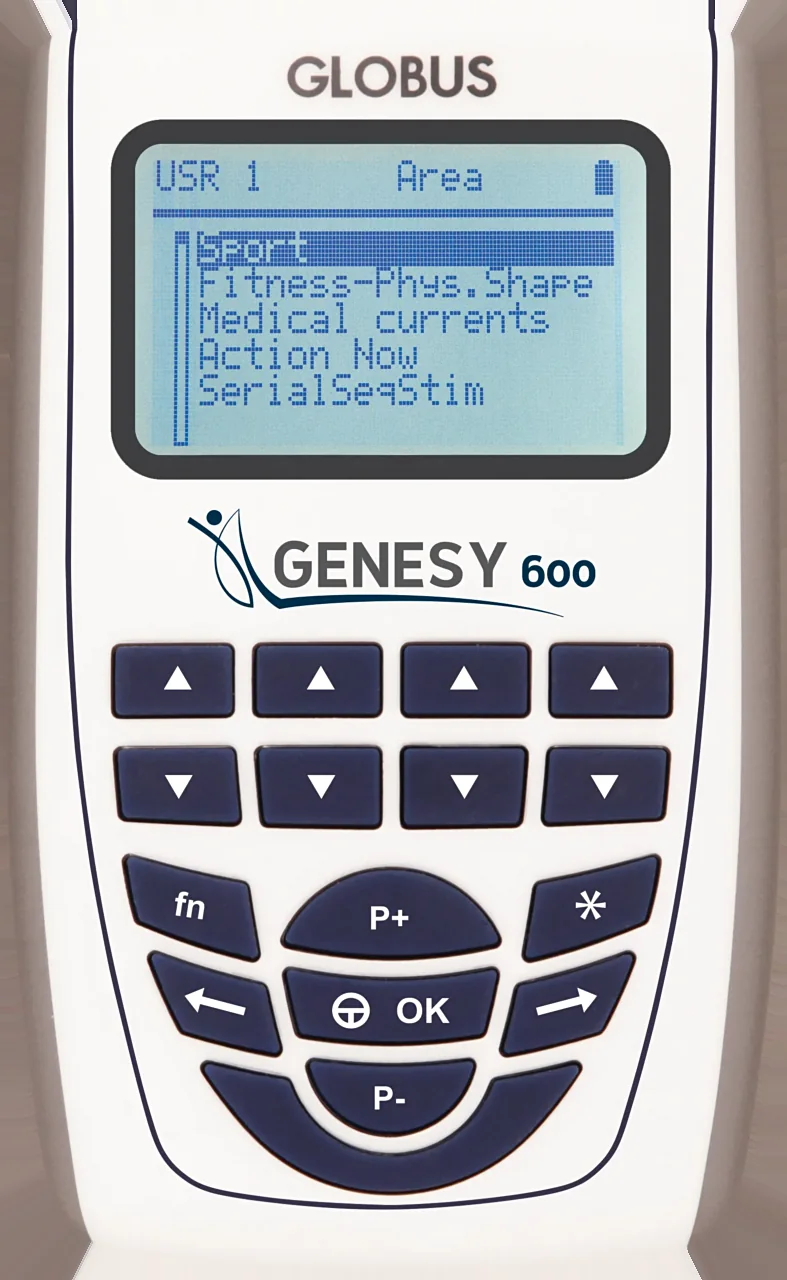 GLOBUS
USR 1 Area
Sport
Fitness-Phys.Shape
Medical currents
Action Now
SerialSeqStim
GENESY 600
fn P+ *
OK
P-